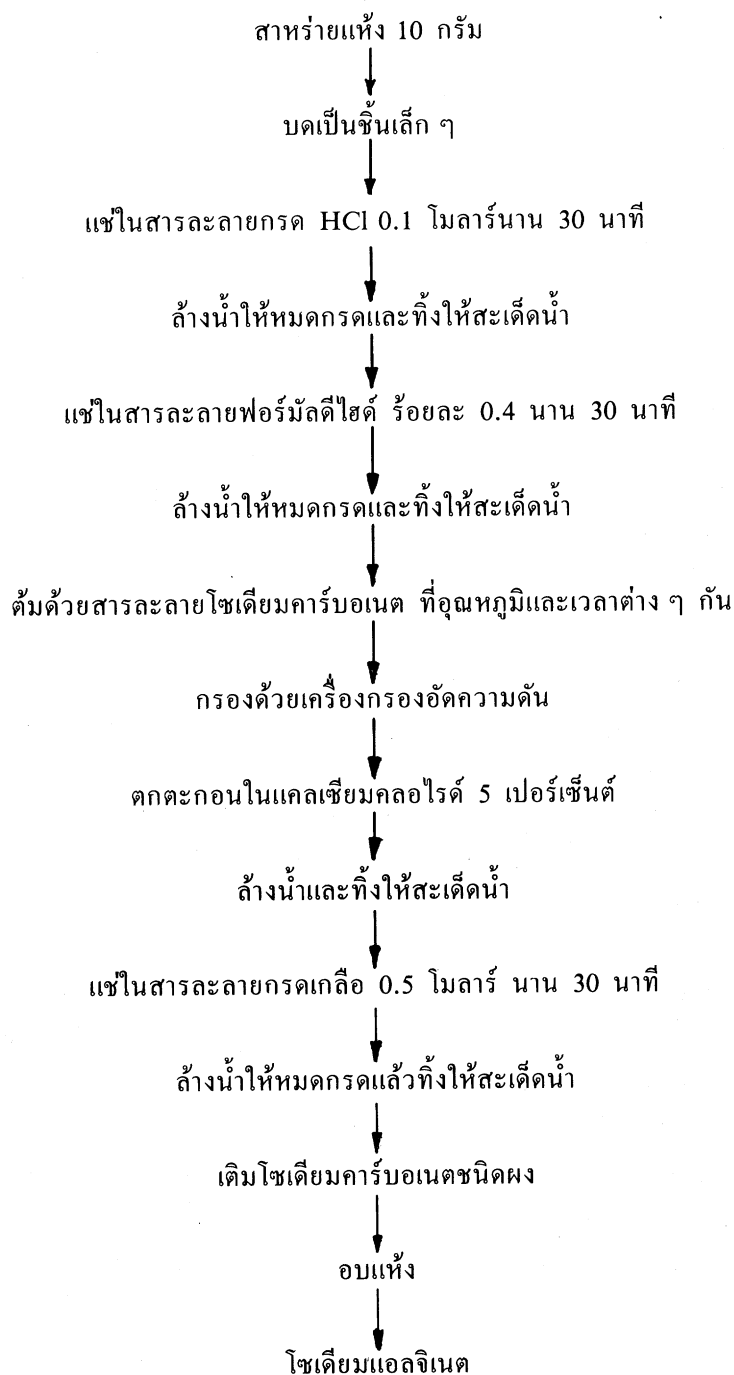 สาหร่ายแห้ง 10 กรัม
บดเป็นชิ้นเล็ก ๆ
แช่ในสารละลายกรด HCl 0.1 โมลาร์นาน 30 นาที
ล้างน้ำให้หมดกรดและทิ้งให้สะเด็ดน้ำ
แช่ในสารละลายฟอร์มัลดีไฮด์ ร้อยละ 0.4 นาน 30 นาที
ล้างน้ำให้หมดกรดและทิ้งให้สะเด็ดน้ำ
ต้มด้วยสารละลายโซเดียมคาร์บอเนต ที่อุณหภูมิและเวลาต่าง ๆ กัน
กรองด้วยเครื่องกรองอัดความดัน
ตกตะกอนในแคลเซียมคลอไรด์ 5 เปอร์เซ็นต์
ล้างน้ำและทิ้งให้สะเด็ดน้ำ
แช่ในสารละลายกรดเกลือ 0.5 โมลาร์ นาน 30 นาที
ล้างน้ำให้หมดกรดแล้วทิ้งให้สะเด็ดน้ำ
เติมโซเดียมคาร์บอเนตชนิดผง
อบแห้ง
โซเดียมแอลจิเนต